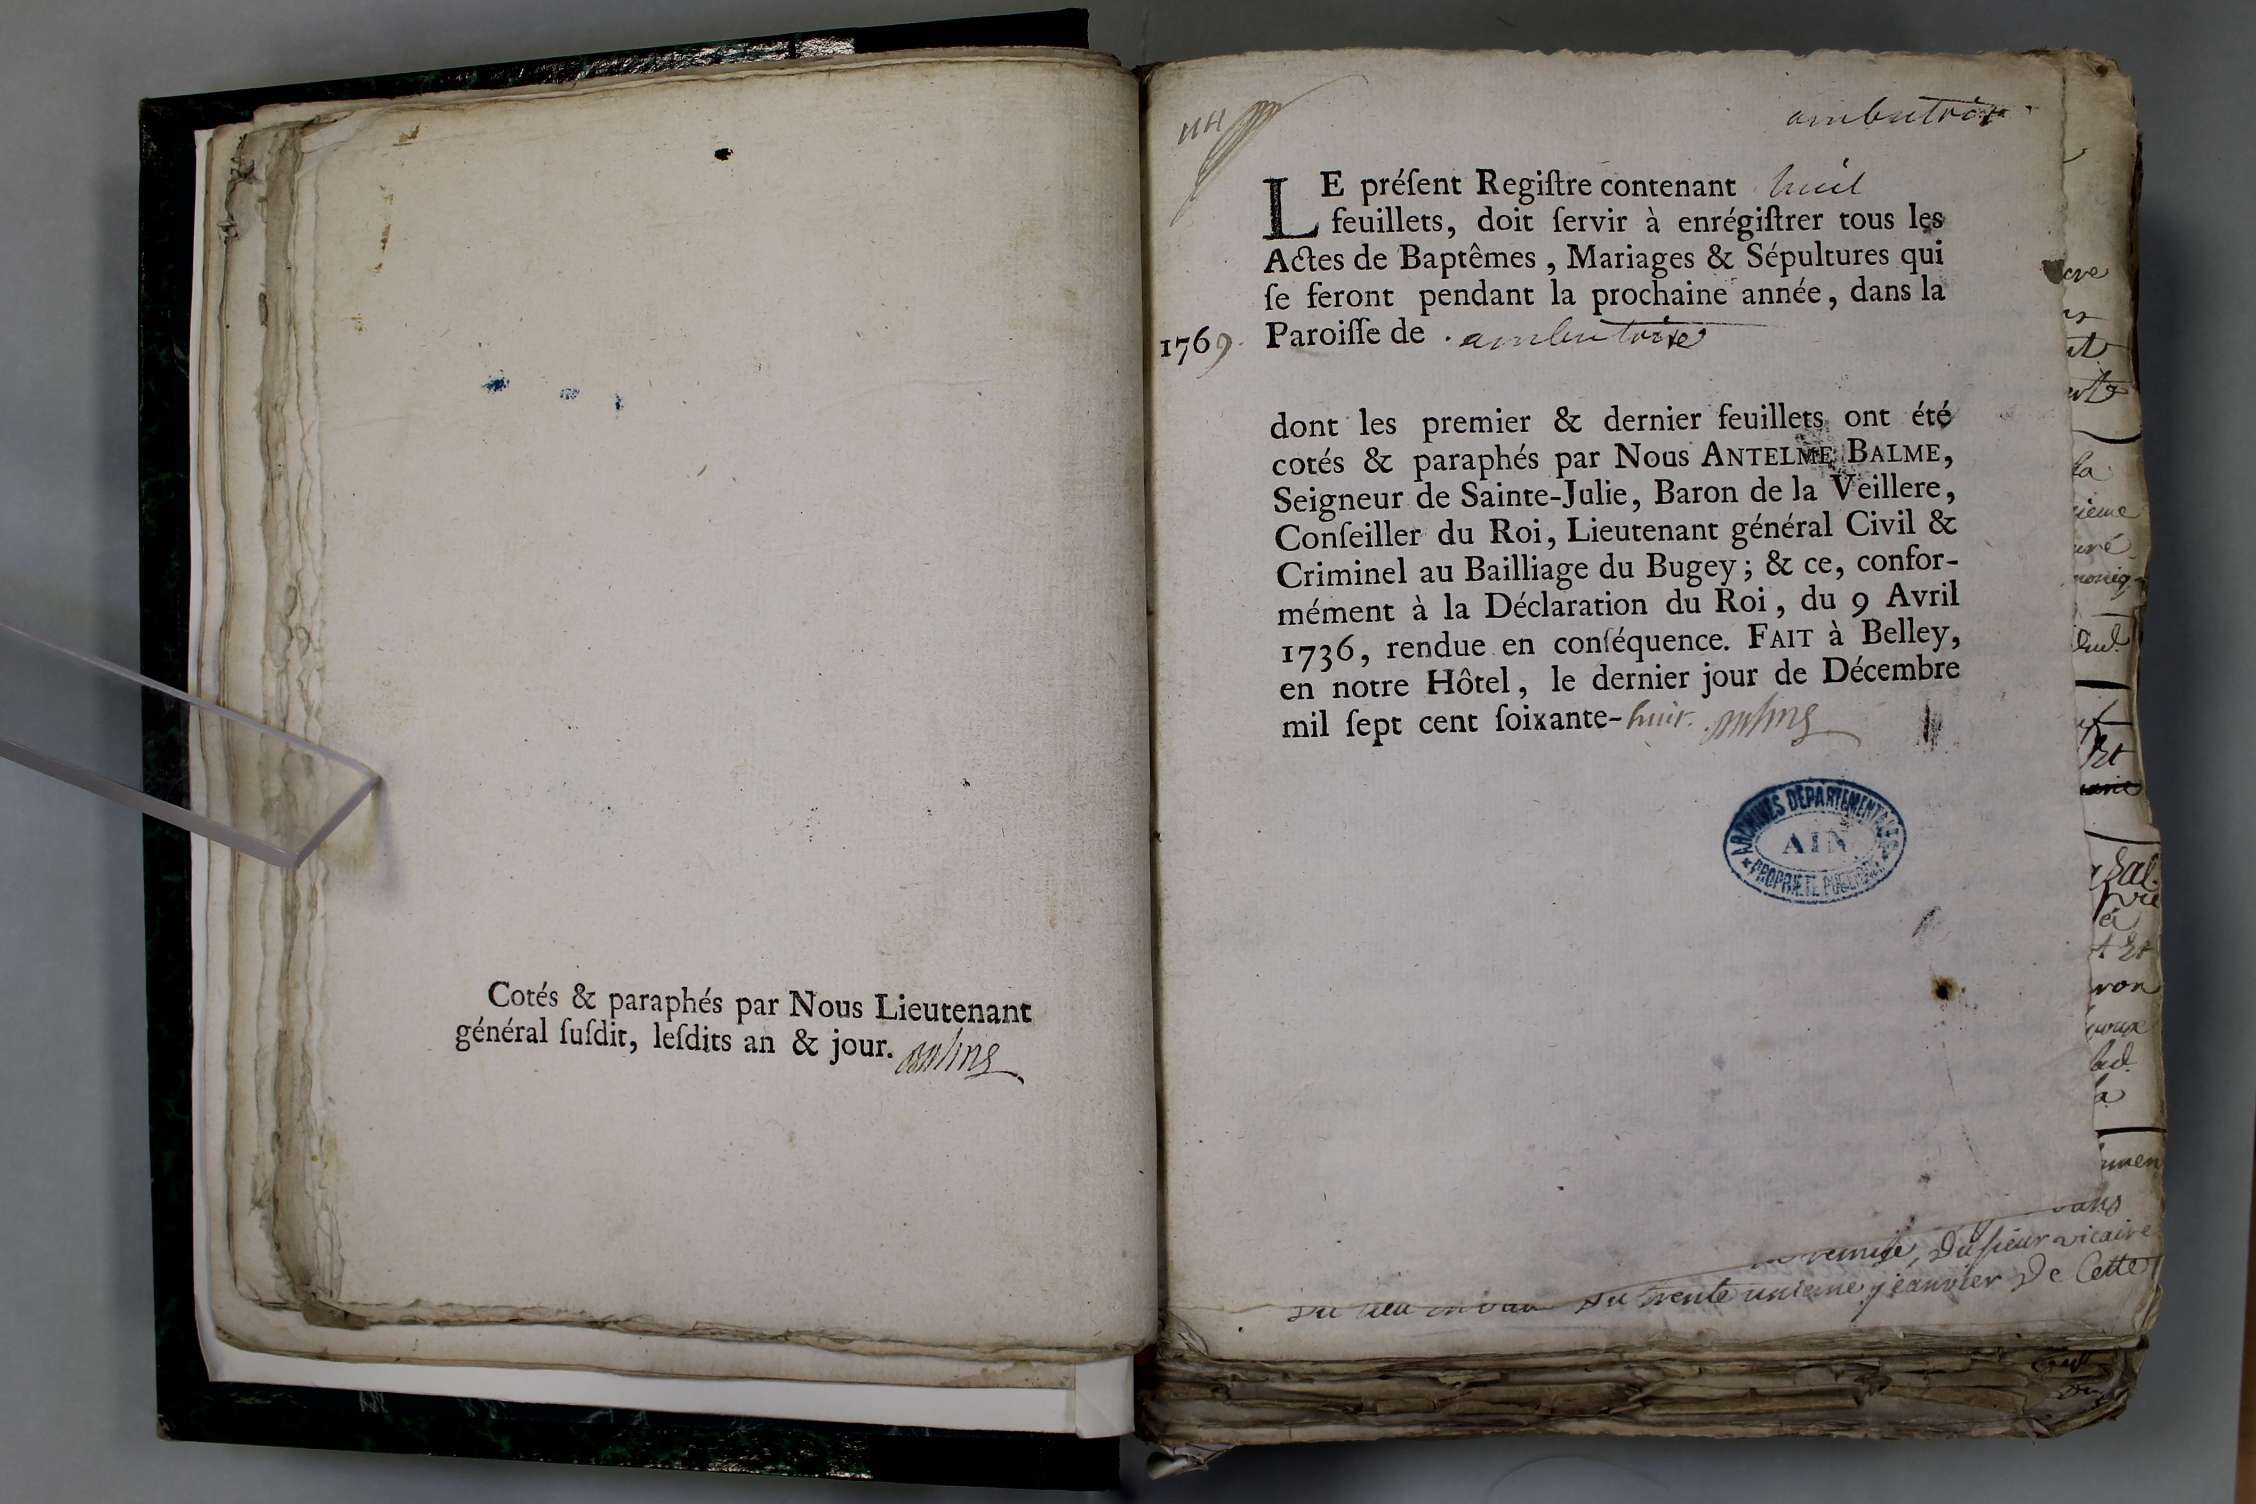 Cotés & paraphés par Nous Lieutenant
général ſuſdit, leſdits an & jour.
ambutrix
LE préſent Regiſtre contenant huit
feuillets, doit ſervir à enrégiſtrer tous les
Actes de Baptêmes, Mariages & Sépultures qui
ſe feront pendant la prochaine année, dans la
1769 Paroiſſe de ambutrix
dont les premier & dernier feuillets ont été
cotés & paraphés par Nous ANTELME BALME,
Seigneur de Sainte-Julie, Baron de la Veillere,
Conſeiller du Roi, Lieutenant général Civil &
Criminel au Bailliage du Bugey; & ce, confor-
mément à la Déclaration du Roi, du 9 Avril
1736, rendue en conſéquence. FAIT à Belley,
en notre Hôtel, le dernier jour de Décembre
mil ſept cent ſoixante-huit.
ARCHIVES DÉPARTEMENTALES
AIN
PROPRIÉTÉ PUBLIQUE
remise, Du sieur vicaire
Du trente unieme janvier De Cette